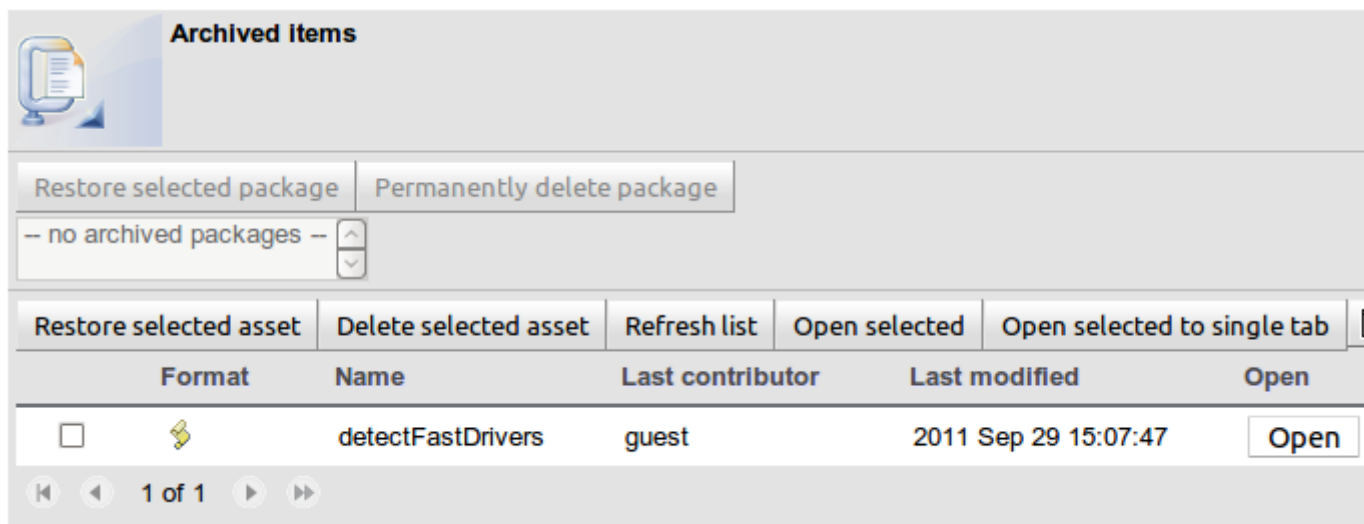 Archived items
Restore selected package Permanently delete package
-- no archived packages --
Restore selected asset Delete selected asset Refresh list Open selected Open selected to single tab
Format Name Last contributor Last modified Open
detectFastDrivers guest 2011 Sep 29 15:07:47 Open
1 of 1